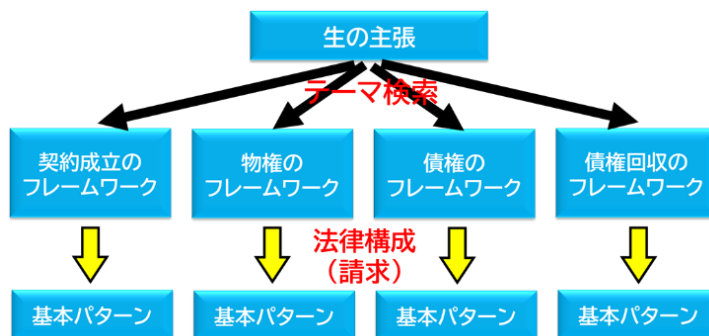 生の主張
テーマ検索
契約成立の
フレームワーク
物権の
フレームワーク
債権の
フレームワーク
債権回収の
フレームワーク
法律構成
（請求）
基本パターン
基本パターン
基本パターン
基本パターン